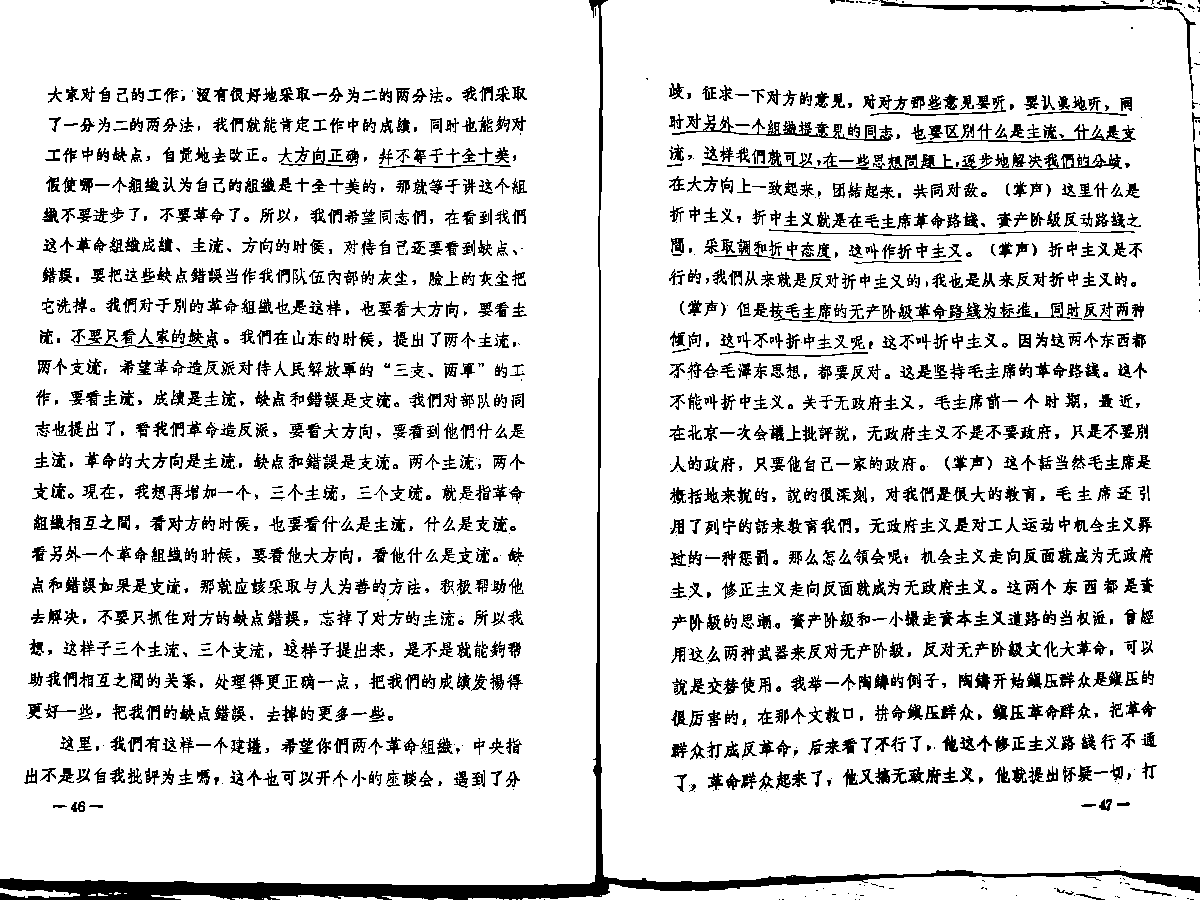 大家对自己的工作，沒有很好地采取一分为二的两分法。我們采取
了一分为二的两分法，我們就能肯定工作中的成績，同时也能夠对
工作中的缺点，自觉地去改正。大方向正确，并不等于十全十美，
假使哪一个組織认为自己的組織是十全十美的，那就等于讲这个組
織不要进步了，不要革命了。所以，我們希望同志們，在看到我們
这个革命組織成績、主流、方向的时候，对待自己还要看到缺点、
錯誤，要把这些缺点錯誤当作我們队伍內部的灰尘，脸上的灰尘把
它洗掉。我們对于別的革命組織也是这样，也要看大方向，要看主
流，不要只看人家的缺点。我們在山东的时候，提出了两个主流，
两个支流，希望革命造反派对待人民解放軍的“三支、两軍”的工
作，要看主流，成績是主流，缺点和錯誤是支流。我們对部队的同
志也提出了，看我們革命造反派，要看大方向，要看到他們什么是
主流，革命的大方向是主流，缺点和錯誤是支流。两个主流，两个
支流。現在，我想再增加一个，三个主流，三个支流。就是指革命
組織相互之間，看对方的时候，也要看什么是主流，什么是支流。
看另外一个革命組織的时候，要看他大方向，看他什么是支流。缺
点和錯誤如果是支流，那就应該采取与人为善的方法，积极帮助他
去解决，不要只抓住对方的缺点錯誤，忘掉了对方的主流。所以我
想，这样子三个主流、三个支流，这样子提出来，是不是就能夠帮
助我們相互之間的关系，处理得更正确一点，把我們的成績发揚得
更好一些，把我們的缺点錯誤，去掉的更多一些。
这里，我們有这样一个建議，希望你們两个革命組織，中央指
出不是以自我批評为主嗎，这个也可以开个小的座談会，遇到了分
—46—
歧，征求一下对方的意見，对对方那些意見要听，要认真地听，同
时对另外一个組織提意見的同志，也要区別什么是主流、什么是支
流，这样我們就可以，在一些思想問題上，逐步地解决我們的分歧，
在大方向上一致起来，团結起来，共同对敌。（掌声）这里什么是
折中主义，折中主义就是在毛主席革命路綫、資产阶級反动路綫之
間，采取調和折中态度，这叫作折中主义。（掌声）折中主义是不
行的，我們从来就是反对折中主义的，我也是从来反对折中主义的。
（掌声）但是按毛主席的无产阶級革命路綫为标准，同时反对两种
傾向，这叫不叫折中主义呢？这不叫折中主义。因为这两个东西都
不符合毛澤东思想，都要反对。这是坚持毛主席的革命路綫。这个
不能叫折中主义。关于无政府主义，毛主席前一个时期，最近，
在北京一次会議上批評說，无政府主义不是不要政府，只是不要別
人的政府，只要他自己一家的政府。（掌声）这个話当然毛主席是
概括地来說的，說的很深刻，对我們是很大的教育。毛主席还引
用了列宁的話来教育我們，无政府主义是对工人运动中机会主义罪
过的一种惩罰。那么怎么领会呢？机会主义走向反面就成为无政府
主义，修正主义走向反面就成为无政府主义。这两个东西都是資
产阶級的思潮。資产阶級和一小撮走資本主义道路的当权派，曾經
用这么两种武器来反对无产阶級，反对无产阶級文化大革命，可以
說是交替使用。我举一个陶鑄的例子，陶鑄开始鎮压群众是鎮压的
很厉害的，在那个文教口，拚命鎮压群众，鎮压革命群众，把革命
群众打成反革命，后来看了不行了，他这个修正主义路綫行不通
了，革命群众起来了，他又搞无政府主义，他就提出怀疑一切，打
—47—